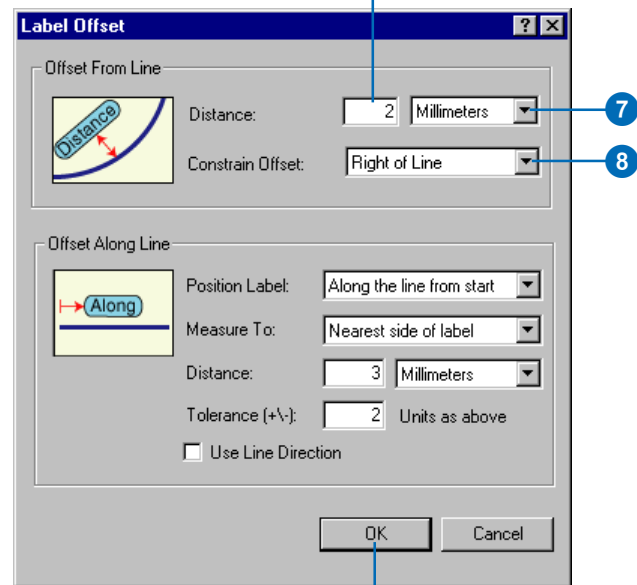 Label Offset
Offset From Line
Distance
Distance: 2 Millimeters 7
Constrain Offset: Right of Line 8
Offset Along Line
Along
Position Label: Along the line from start
Measure To: Nearest side of label
Distance: 3 Millimeters
Tolerance (+\-): 2 Units as above
Use Line Direction
OK Cancel